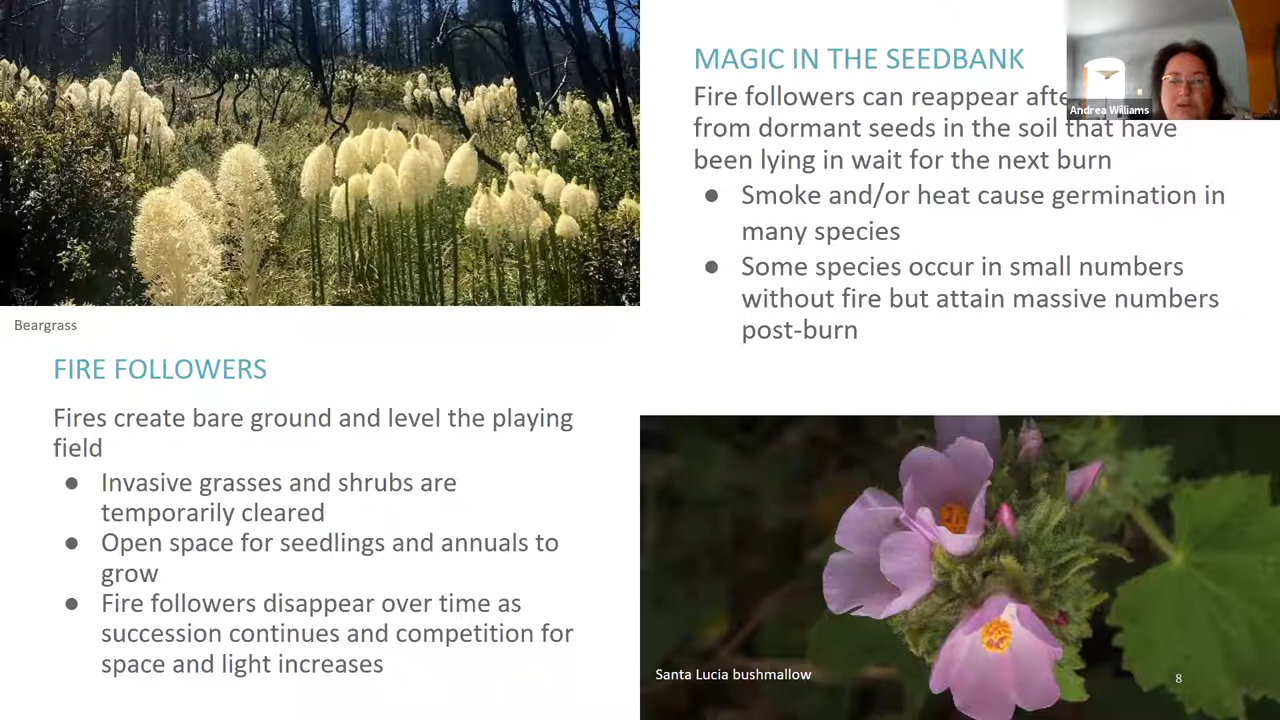 Beargrass
FIRE FOLLOWERS
Fires create bare ground and level the playing
field
● Invasive grasses and shrubs are
temporarily cleared
● Open space for seedlings and annuals to
grow
● Fire followers disappear over time as
succession continues and competition for
space and light increases
MAGIC IN THE SEEDBANK
Fire followers can reappear
from dormant seeds in the soil that have
been lying in wait for the next burn
● Smoke and/or heat cause germination in
many species
● Some species occur in small numbers
without fire but attain massive numbers
post-burn
Andrea Williams
Santa Lucia bushmallow
8